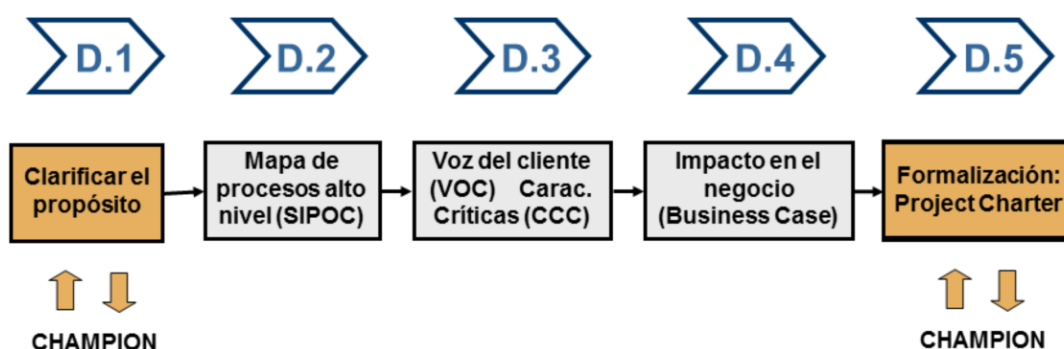 D.1
D.2
D.3
D.4
D.5
Clarificar el
propósito
Mapa de
procesos alto
nivel (SIPOC)
Voz del cliente
(VOC) Carac.
Críticas (CCC)
Impacto en el
negocio
(Business Case)
Formalización:
Project Charter
CHAMPION
CHAMPION